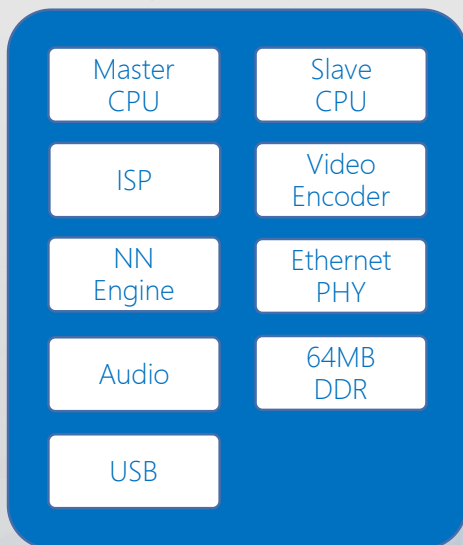 Master
CPU
Slave
CPU
ISP
Video
Encoder
NN
Engine
Ethernet
PHY
Audio
64MB
DDR
USB